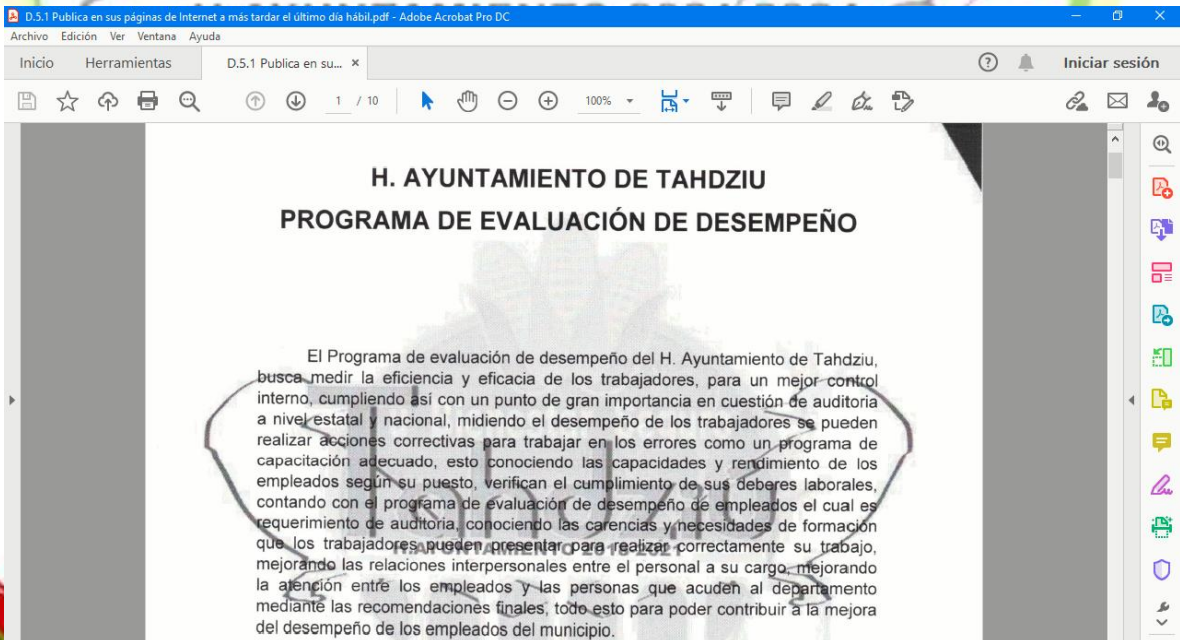 D.5.1 Publica en sus páginas de Internet a más tardar el último día hábil.pdf - Adobe Acrobat Pro DC
Archivo Edición Ver Ventana Ayuda
Inicio Herramientas D.5.1 Publica en su... × Iniciar sesión
1 / 10 100%
H. AYUNTAMIENTO DE TAHDZIU
PROGRAMA DE EVALUACIÓN DE DESEMPEÑO
El Programa de evaluación de desempeño del H. Ayuntamiento de Tahdziu,
busca medir la eficiencia y eficacia de los trabajadores, para un mejor control
interno, cumpliendo así con un punto de gran importancia en cuestión de auditoria
a nivel estatal y nacional, midiendo el desempeño de los trabajadores se pueden
realizar acciones correctivas para trabajar en los errores como un programa de
capacitación adecuado, esto conociendo las capacidades y rendimiento de los
empleados según su puesto, verifican el cumplimiento de sus deberes laborales,
contando con el programa de evaluación de desempeño de empleados el cual es
requerimiento de auditoria, conociendo las carencias y necesidades de formación
que los trabajadores pueden presentar para realizar correctamente su trabajo,
mejorando las relaciones interpersonales entre el personal a su cargo, mejorando
la atención entre los empleados y las personas que acuden al departamento
mediante las recomendaciones finales, todo esto para poder contribuir a la mejora
del desempeño de los empleados del municipio.
Tahdziu